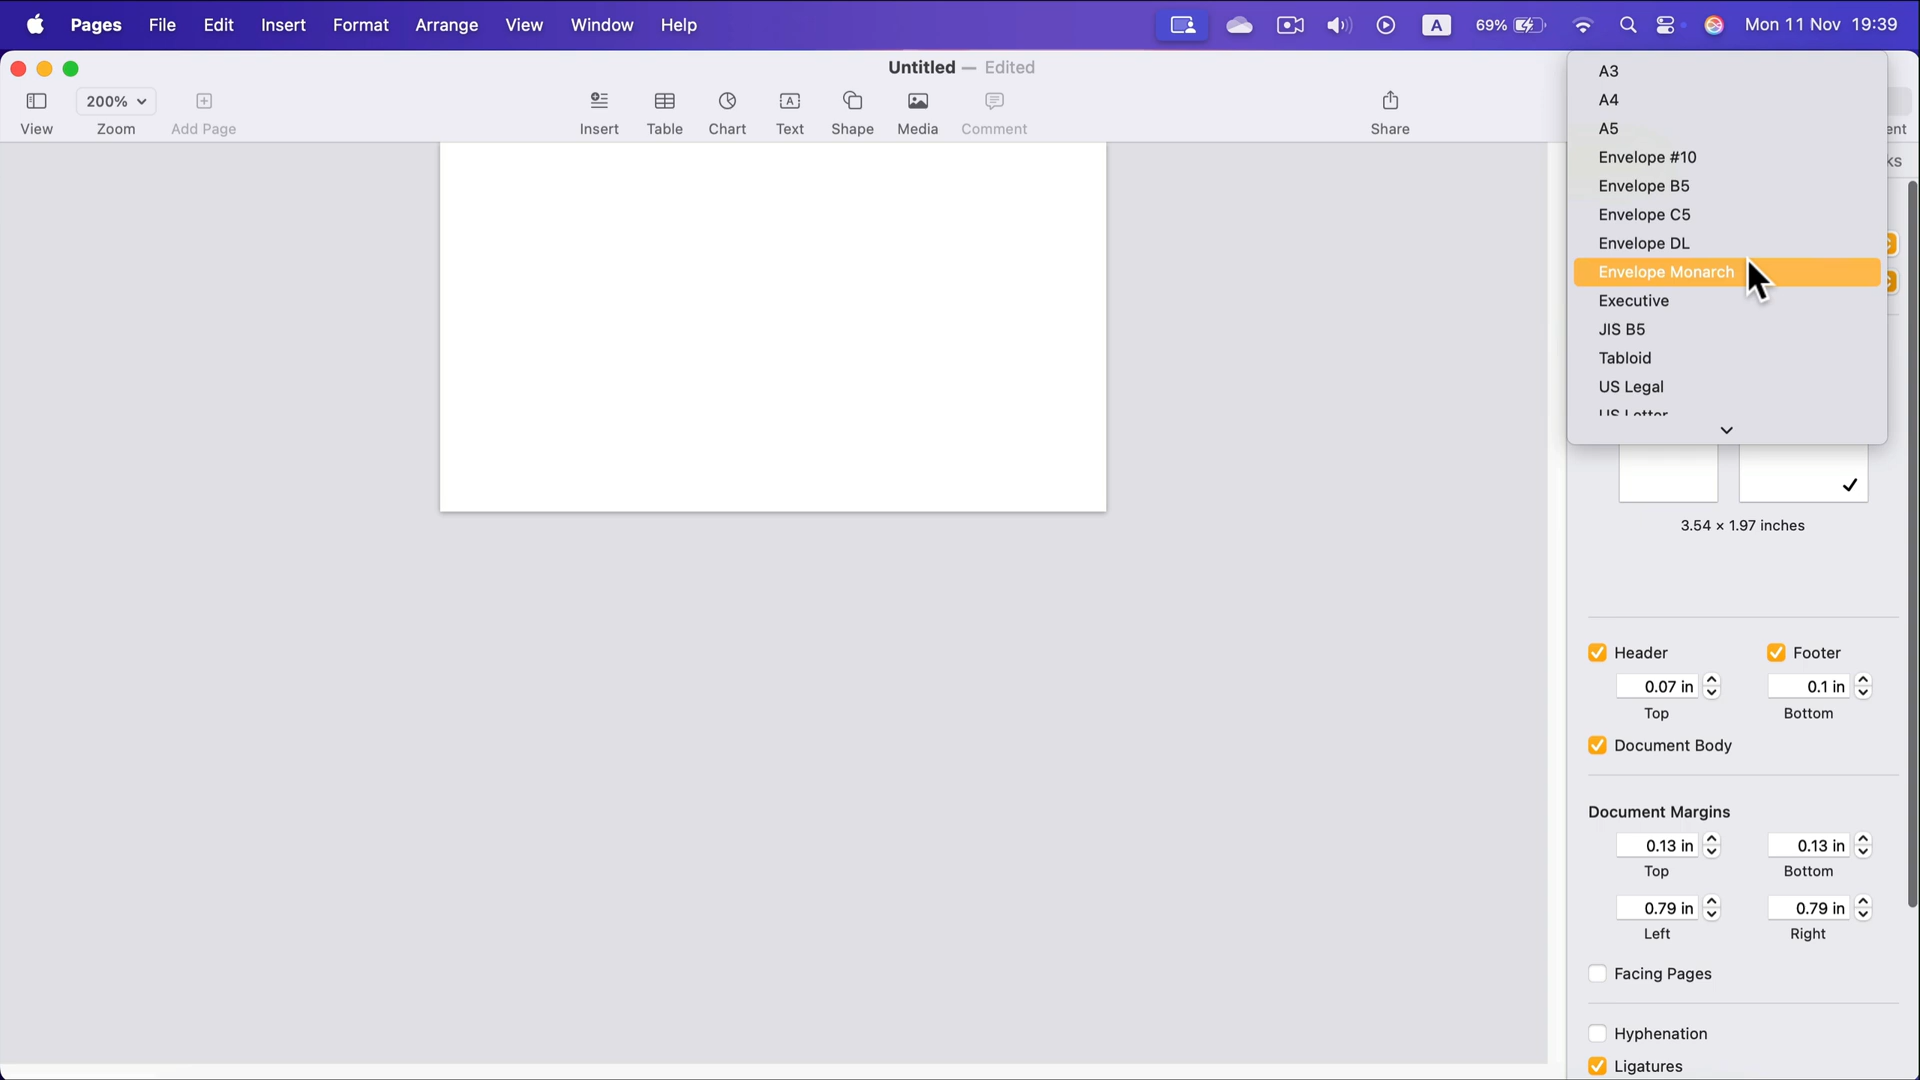 Pages File Edit Insert Format Arrange View Window Help A 69% Mon 11 Nov 19:39
Untitled — Edited
200%
View Zoom Add Page Insert Table Chart Text Shape Media Comment Share
A3
A4
A5
Envelope #10
Envelope B5
Envelope C5
Envelope DL
Envelope Monarch
Executive
JIS B5
Tabloid
US Legal
US Letter
3.54 × 1.97 inches
Header Footer
0.07 in 0.1 in
Top Bottom
Document Body
Document Margins
0.13 in 0.13 in
Top Bottom
0.79 in 0.79 in
Left Right
Facing Pages
Hyphenation
Ligatures